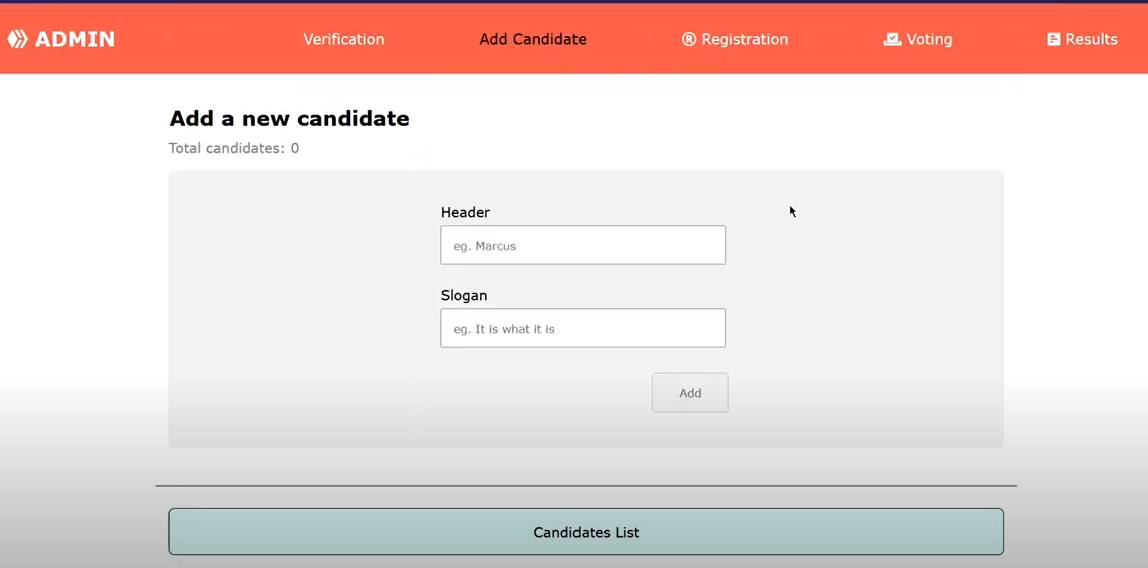 ADMIN Verification Add Candidate Registration Voting Results
Add a new candidate
Total candidates: 0
Header
eg. Marcus
Slogan
eg. It is what it is
Add
Candidates List